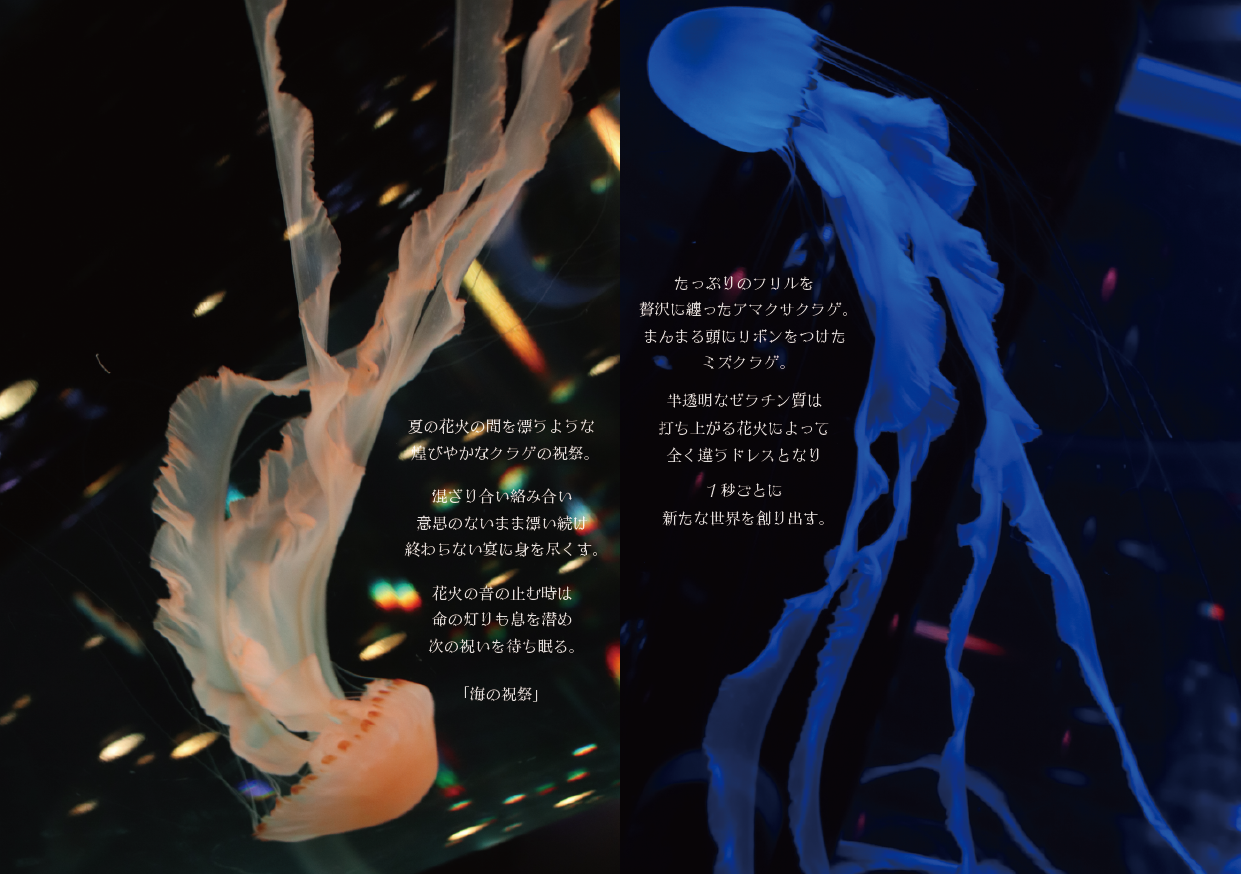 たっぷりのフリルを
贅沢に纏ったアマクサクラゲ。
まんまる頭にリボンをつけた
ミズクラゲ。
半透明なゼラチン質は
打ち上がる花火によって
全く違うドレスとなり
1秒ごとに
新たな世界を創り出す。
夏の花火の間を漂うような
煌びやかなクラゲの祝祭。
混ざり合い絡み合い
意思のないまま漂い続け
終わらない宴に身を尽くす。
花火の音の止む時は
命の灯りも息を潜め
次の祝いを待ち眠る。
「海の祝祭」